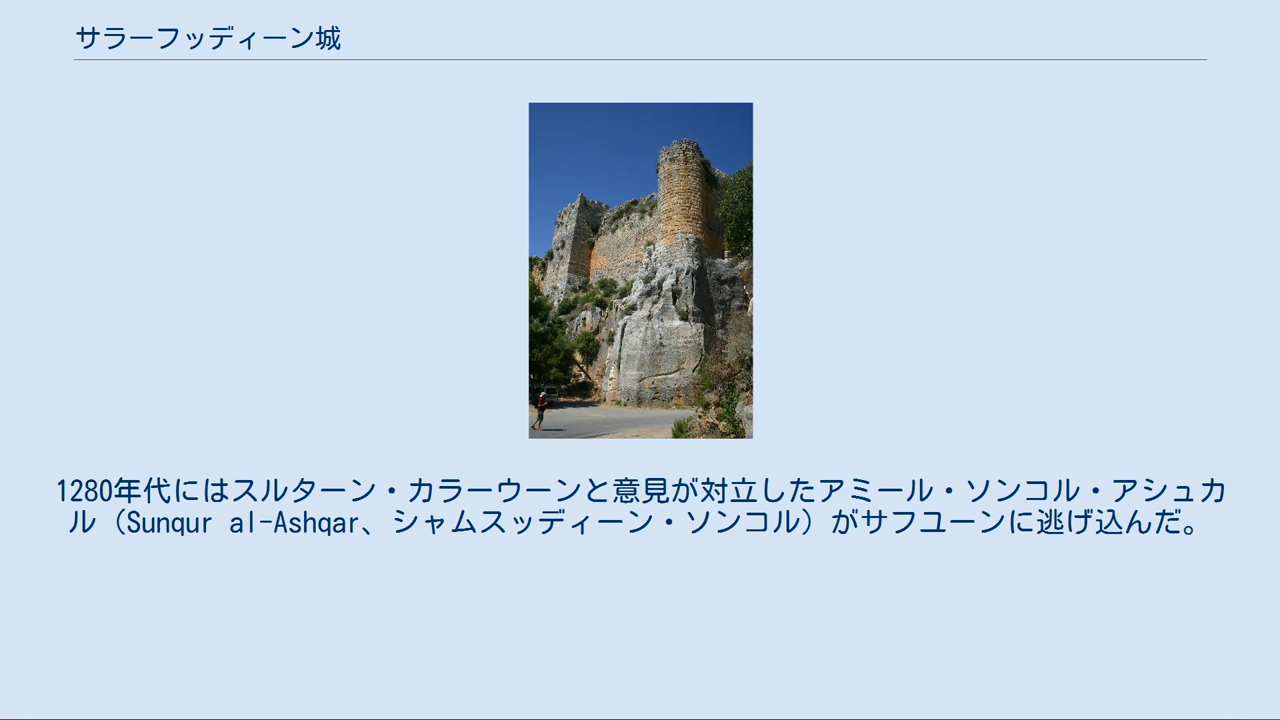 サラーフッディーン城
1280年代にはスルターン・カラーウーンと意見が対立したアミール・ソンコル・アシュカ
ル（Sunqur al-Ashqar、シャムスッディーン・ソンコル）がサフユーンに逃げ込んだ。